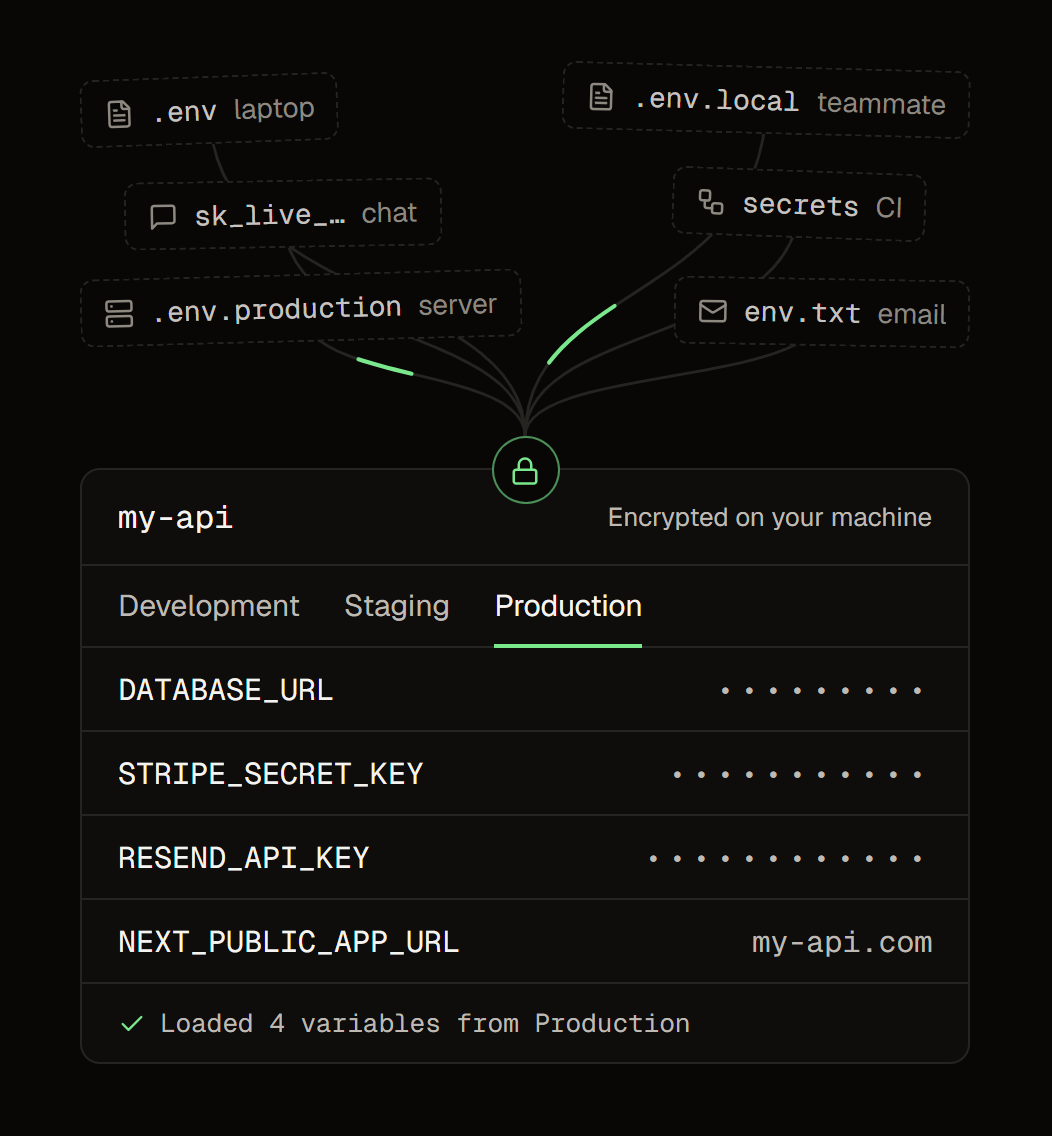 .env laptop
.env.local teammate
sk_live_… chat
secrets CI
.env.production server
env.txt email
my-api
Encrypted on your machine
Development Staging Production
DATABASE_URL •••••••••
STRIPE_SECRET_KEY •••••••••••
RESEND_API_KEY ••••••••••••
NEXT_PUBLIC_APP_URL my-api.com
✓ Loaded 4 variables from Production